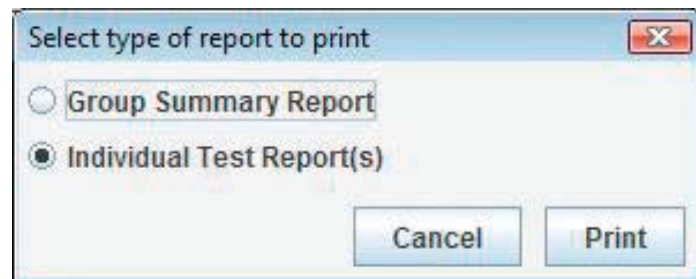 Select type of report to print
Group Summary Report
Individual Test Report(s)
Cancel Print